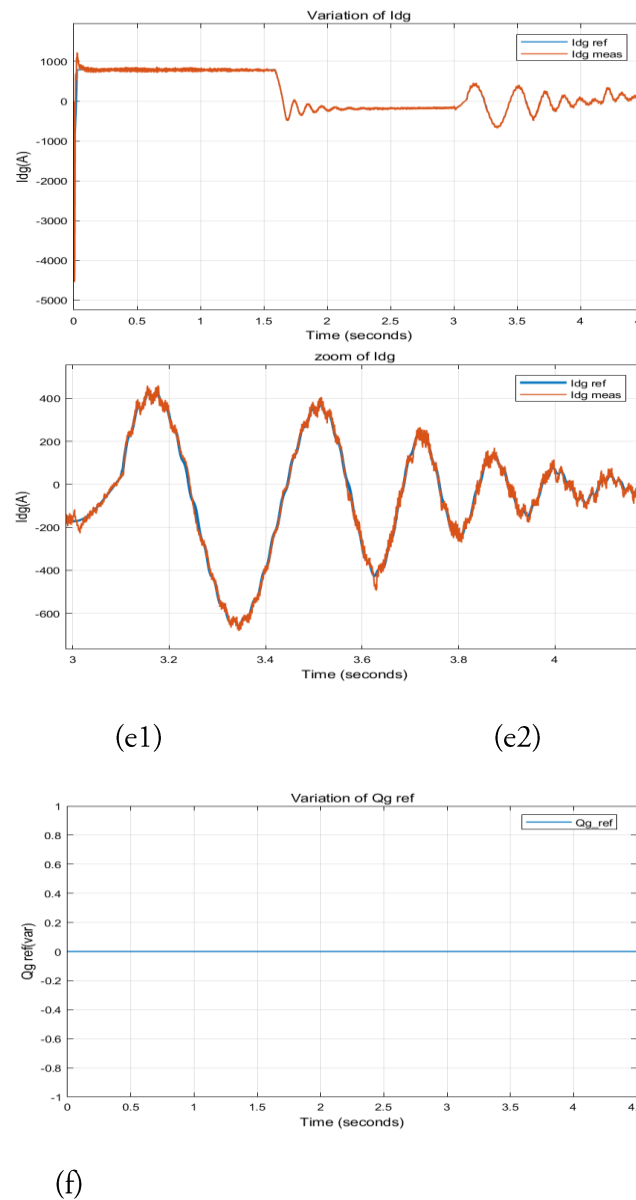 Variation of Idg
Idg ref
Idg meas
1000
0
-1000
-2000
-3000
-4000
-5000
Idg(A)
0 0.5 1 1.5 2 2.5 3 3.5 4
Time (seconds)
zoom of Idg
Idg ref
Idg meas
400
200
0
-200
-400
-600
Idg(A)
3 3.2 3.4 3.6 3.8 4
Time (seconds)
(e1) (e2)
Variation of Qg ref
Qg_ref
1
0.8
0.6
0.4
0.2
0
-0.2
-0.4
-0.6
-0.8
-1
Qg ref(var)
0 0.5 1 1.5 2 2.5 3 3.5 4
Time (seconds)
(f)